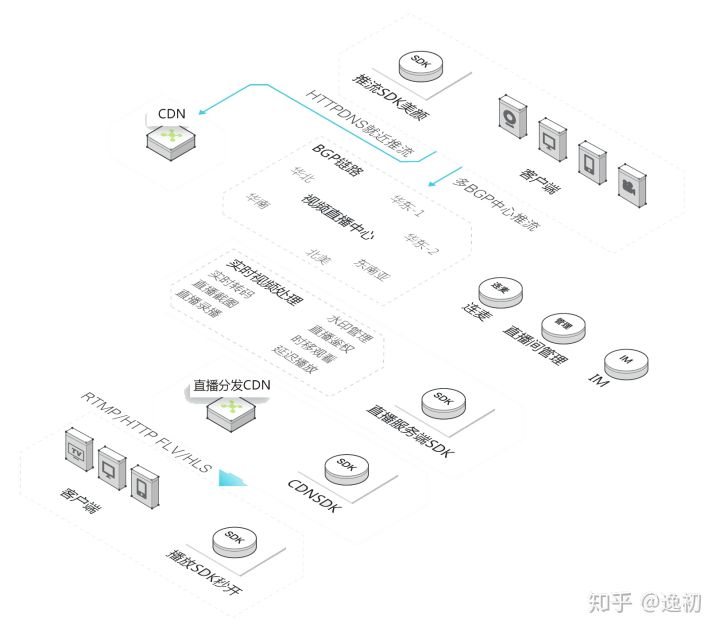 SDK
推流SDK美颜
CDN
HTTPDNS就近推流
客户端
BGP链路
多BGP中心推流
华北
华南
视频直播中心
华东-1
华东-2
北美
东南亚
实时视频处理
实时转码
直播截图
直播录播
水印管理
直播鉴权
时移观看
延迟播放
连麦
连麦
管理
直播间管理
IM
IM
直播分发CDN
RTMP/HTTP FLV/HLS
SDK
直播服务端SDK
TV
客户端
SDK
CDNSDK
SDK
播放SDK秒开
知乎 @逸初